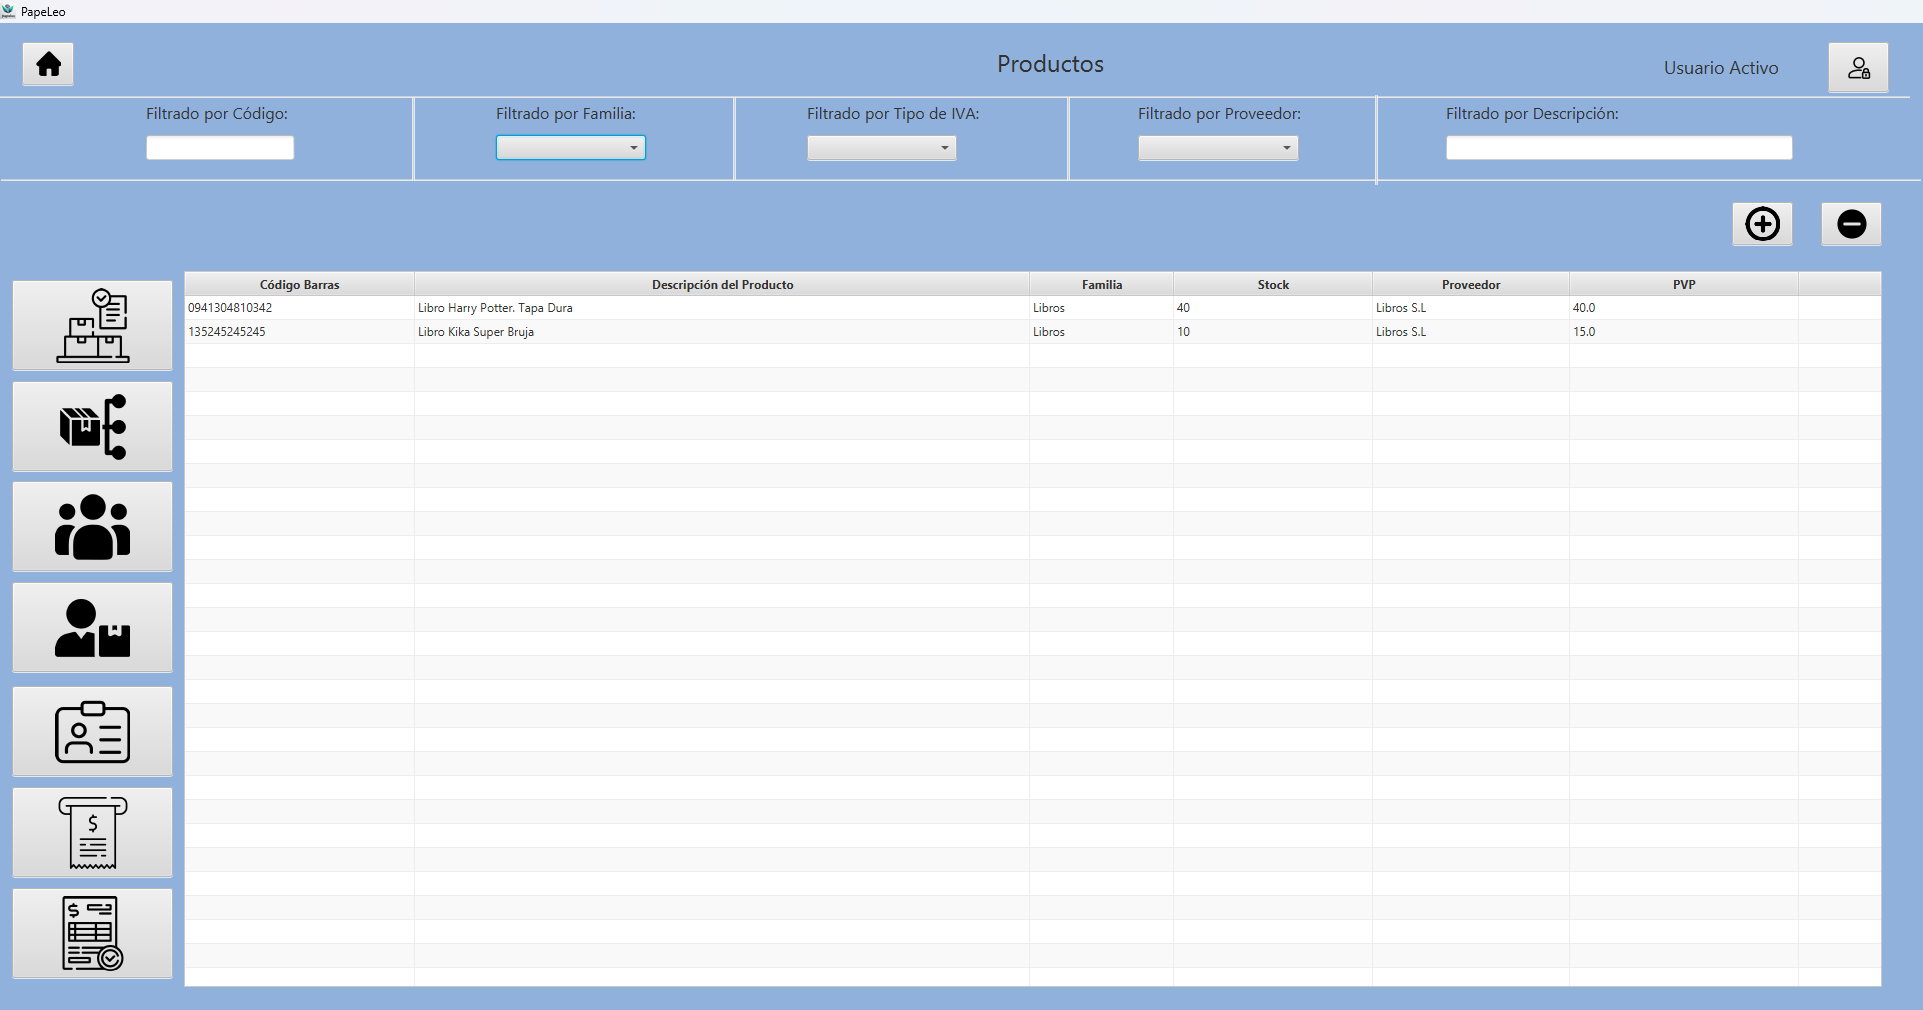 PapeLeo
Productos
Usuario Activo
Filtrado por Código:
Filtrado por Familia:
Filtrado por Tipo de IVA:
Filtrado por Proveedor:
Filtrado por Descripción:
Código Barras Descripción del Producto Familia Stock Proveedor PVP
0941304810342 Libro Harry Potter. Tapa Dura Libros 40 Libros S.L 40.0
135245245245 Libro Kika Super Bruja Libros 10 Libros S.L 15.0
$
$